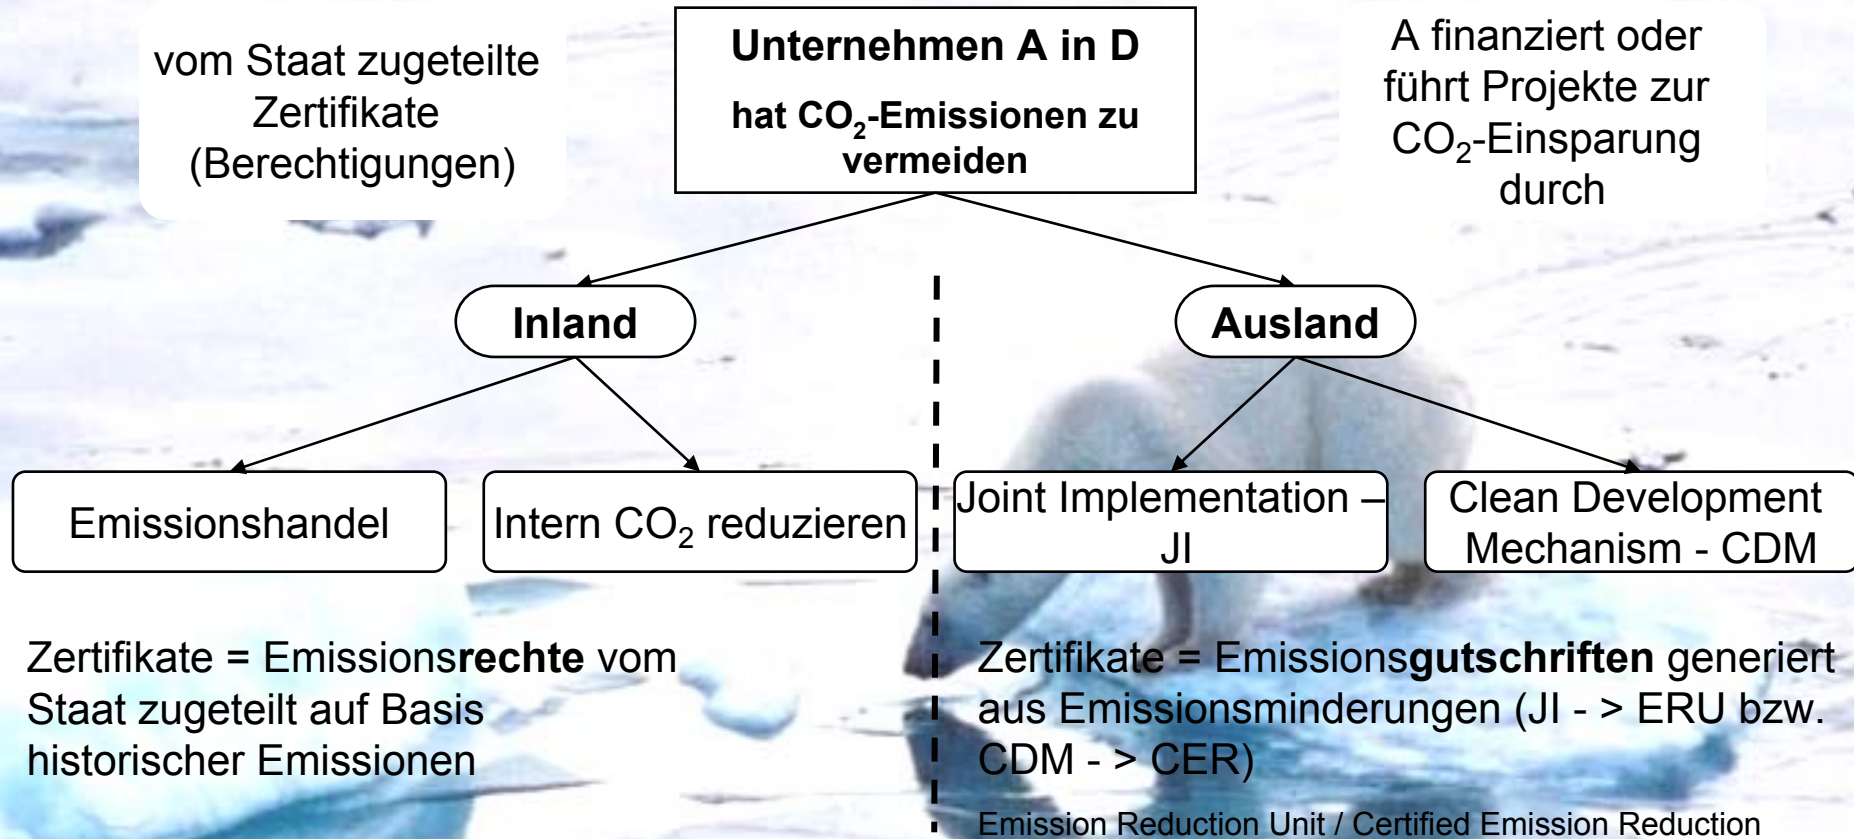 vom Staat zugeteilte
Zertifikate
(Berechtigungen)
Unternehmen A in D
hat CO₂-Emissionen zu
vermeiden
A finanziert oder
führt Projekte zur
CO₂-Einsparung
durch
Inland
Ausland
Emissionshandel
Intern CO₂ reduzieren
Joint Implementation –
JI
Clean Development
Mechanism - CDM
Zertifikate = Emissionsrechte vom
Staat zugeteilt auf Basis
historischer Emissionen
Zertifikate = Emissionsgutschriften generiert
aus Emissionsminderungen (JI - > ERU bzw.
CDM - > CER)
Emission Reduction Unit / Certified Emission Reduction